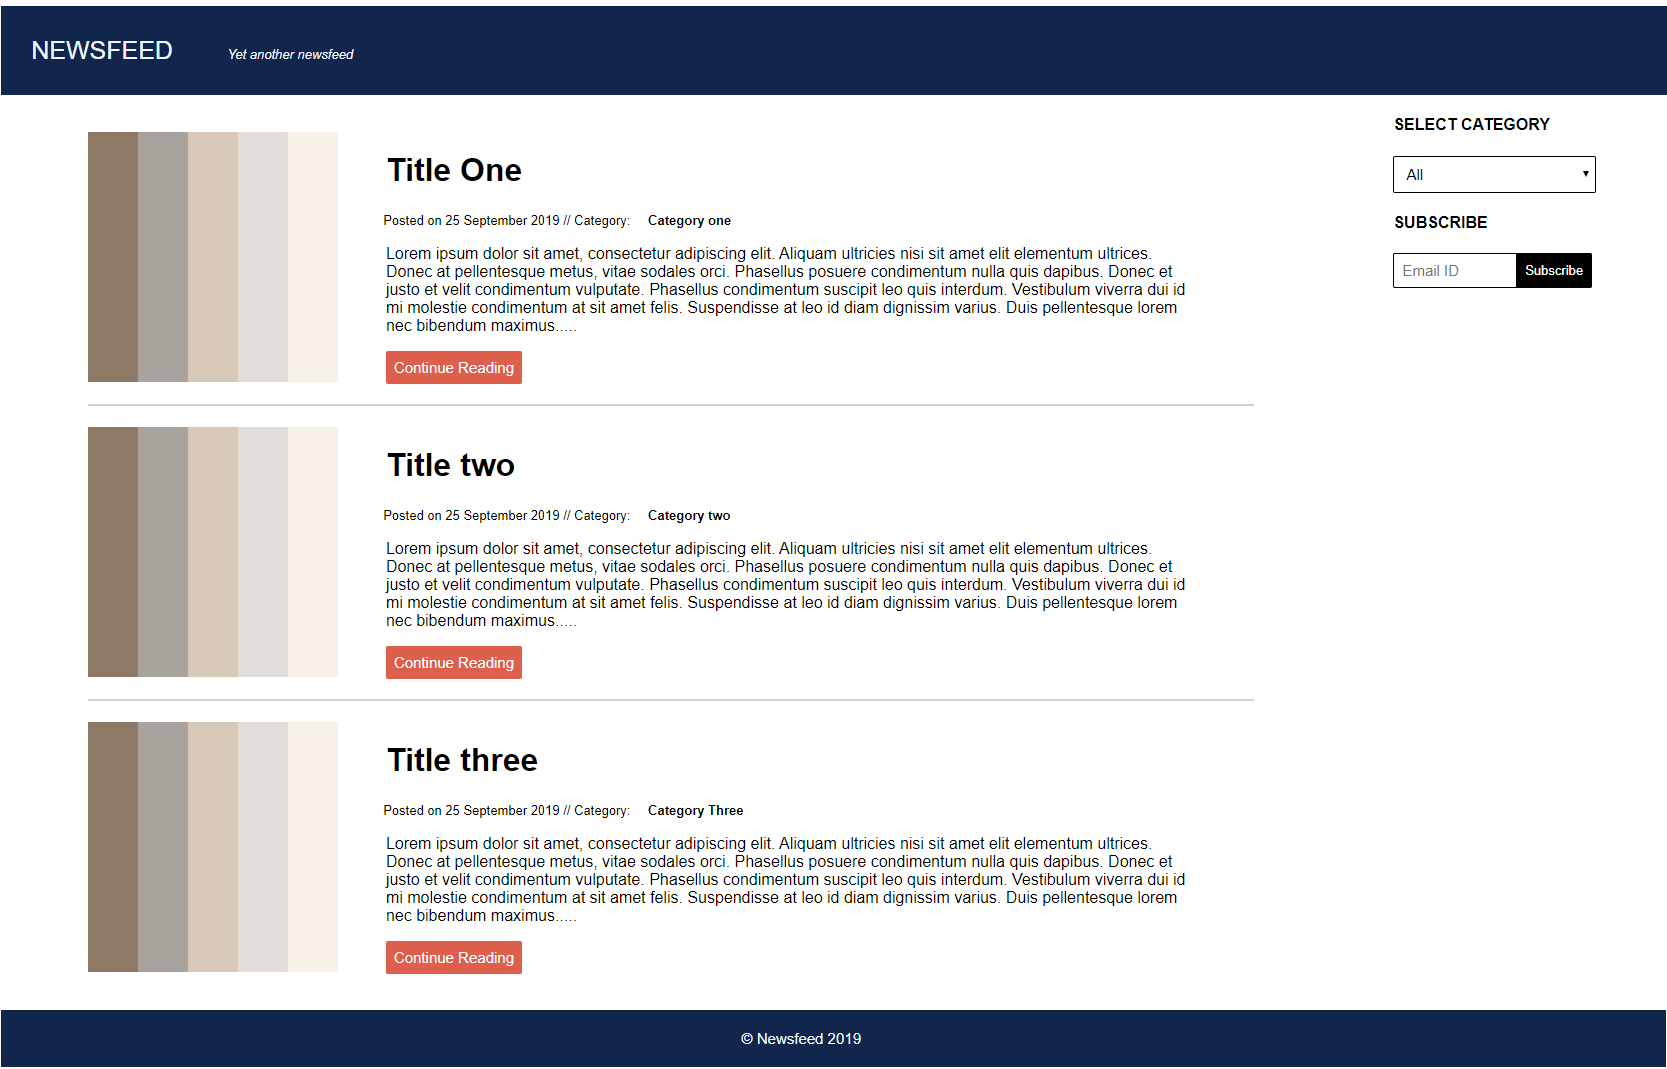 NEWSFEED Yet another newsfeed
Title One
Posted on 25 September 2019 // Category: Category one
Lorem ipsum dolor sit amet, consectetur adipiscing elit. Aliquam ultricies nisi sit amet elit elementum ultrices.
Donec at pellentesque metus, vitae sodales orci. Phasellus posuere condimentum nulla quis dapibus. Donec et
justo et velit condimentum vulputate. Phasellus condimentum suscipit leo quis interdum. Vestibulum viverra dui id
mi molestie condimentum at sit amet felis. Suspendisse at leo id diam dignissim varius. Duis pellentesque lorem
nec bibendum maximus.....
Continue Reading
Title two
Posted on 25 September 2019 // Category: Category two
Lorem ipsum dolor sit amet, consectetur adipiscing elit. Aliquam ultricies nisi sit amet elit elementum ultrices.
Donec at pellentesque metus, vitae sodales orci. Phasellus posuere condimentum nulla quis dapibus. Donec et
justo et velit condimentum vulputate. Phasellus condimentum suscipit leo quis interdum. Vestibulum viverra dui id
mi molestie condimentum at sit amet felis. Suspendisse at leo id diam dignissim varius. Duis pellentesque lorem
nec bibendum maximus.....
Continue Reading
Title three
Posted on 25 September 2019 // Category: Category Three
Lorem ipsum dolor sit amet, consectetur adipiscing elit. Aliquam ultricies nisi sit amet elit elementum ultrices.
Donec at pellentesque metus, vitae sodales orci. Phasellus posuere condimentum nulla quis dapibus. Donec et
justo et velit condimentum vulputate. Phasellus condimentum suscipit leo quis interdum. Vestibulum viverra dui id
mi molestie condimentum at sit amet felis. Suspendisse at leo id diam dignissim varius. Duis pellentesque lorem
nec bibendum maximus.....
Continue Reading
SELECT CATEGORY
All
SUBSCRIBE
Email ID Subscribe
© Newsfeed 2019